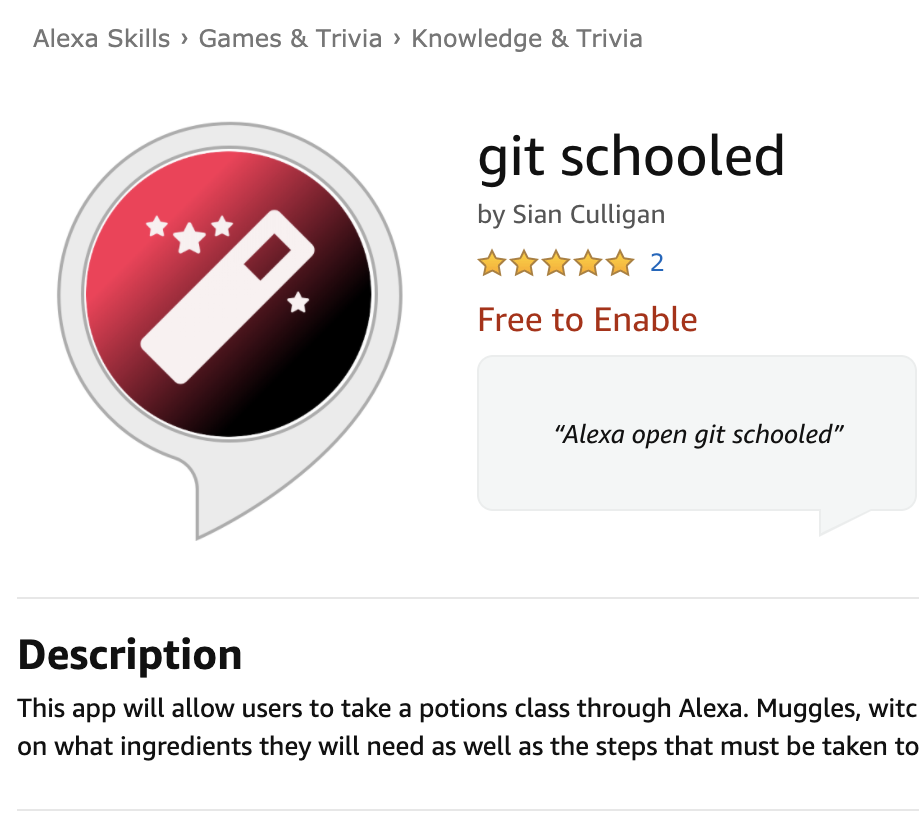 Alexa Skills › Games & Trivia › Knowledge & Trivia
git schooled
by Sian Culligan
2
Free to Enable
“Alexa open git schooled”
Description
This app will allow users to take a potions class through Alexa. Muggles, witc
on what ingredients they will need as well as the steps that must be taken to